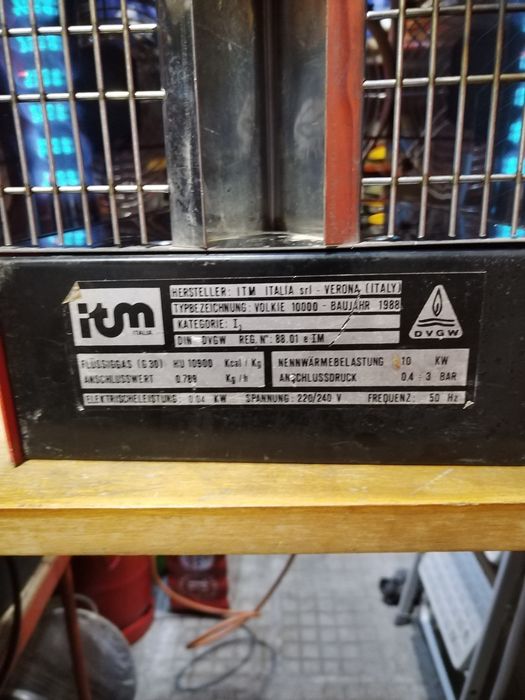 itm
ITALIA
HERSTELLER: ITM ITALIA srl - VERONA (ITALY)
TYPBEZEICHNUNG: VOLKIE 10000 - BAUJAHR 1988
KATEGORIE: I3
DIN-DVGW REG. N°: 88.01 e IM
DVGW
FLÜSSIGGAS (G.30) HU 10900 Kcal / Kg
ANSCHLUSSWERT 0.789 Kg / h
NENNWÄRMEBELASTUNG 10 KW
ANSCHLUSSDRUCK 0,4 ÷ 3 BAR
ELEKTRISCHELEISTUNG: 0.04 KW SPANNUNG: 220/240 V FREQUENZ: 50 Hz